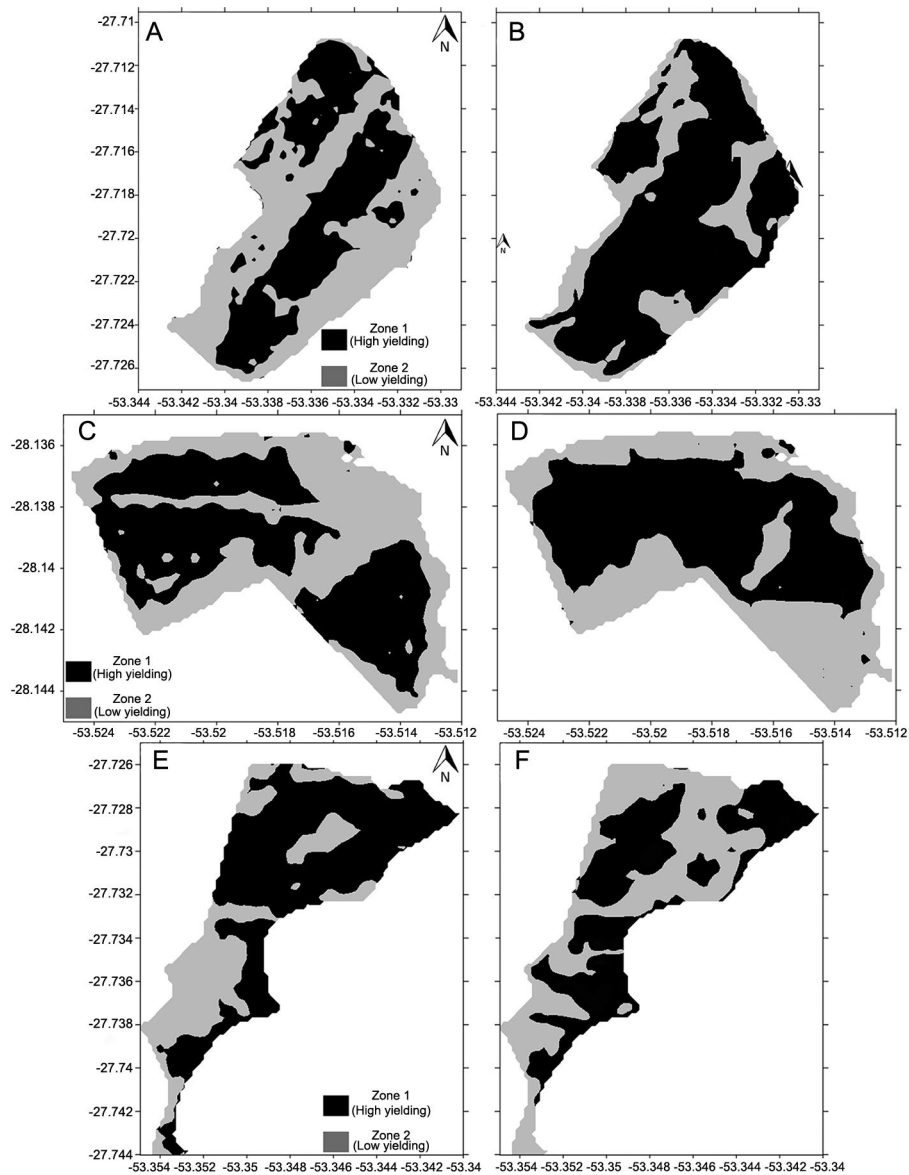 A
B
N
-27.71
-27.712
-27.714
-27.716
-27.718
-27.72
-27.722
-27.724
-27.726
N
Zone 1
(High yielding)
Zone 2
(Low yielding)
-53.344 -53.342 -53.34 -53.338 -53.336 -53.334 -53.332 -53.33
-53.344 -53.342 -53.34 -53.338 -53.336 -53.334 -53.332 -53.33
C
D
N
-28.136
-28.138
-28.14
-28.142
-28.144
Zone 1
(High yielding)
Zone 2
(Low yielding)
-53.524 -53.522 -53.52 -53.518 -53.516 -53.514 -53.512
-53.524 -53.522 -53.52 -53.518 -53.516 -53.514 -53.512
E
F
N
-27.726
-27.728
-27.73
-27.732
-27.734
-27.736
-27.738
-27.74
-27.742
-27.744
Zone 1
(High yielding)
Zone 2
(Low yielding)
-53.354 -53.352 -53.35 -53.348 -53.346 -53.344 -53.342 -53.34
-53.354 -53.352 -53.35 -53.348 -53.346 -53.344 -53.342 -53.34